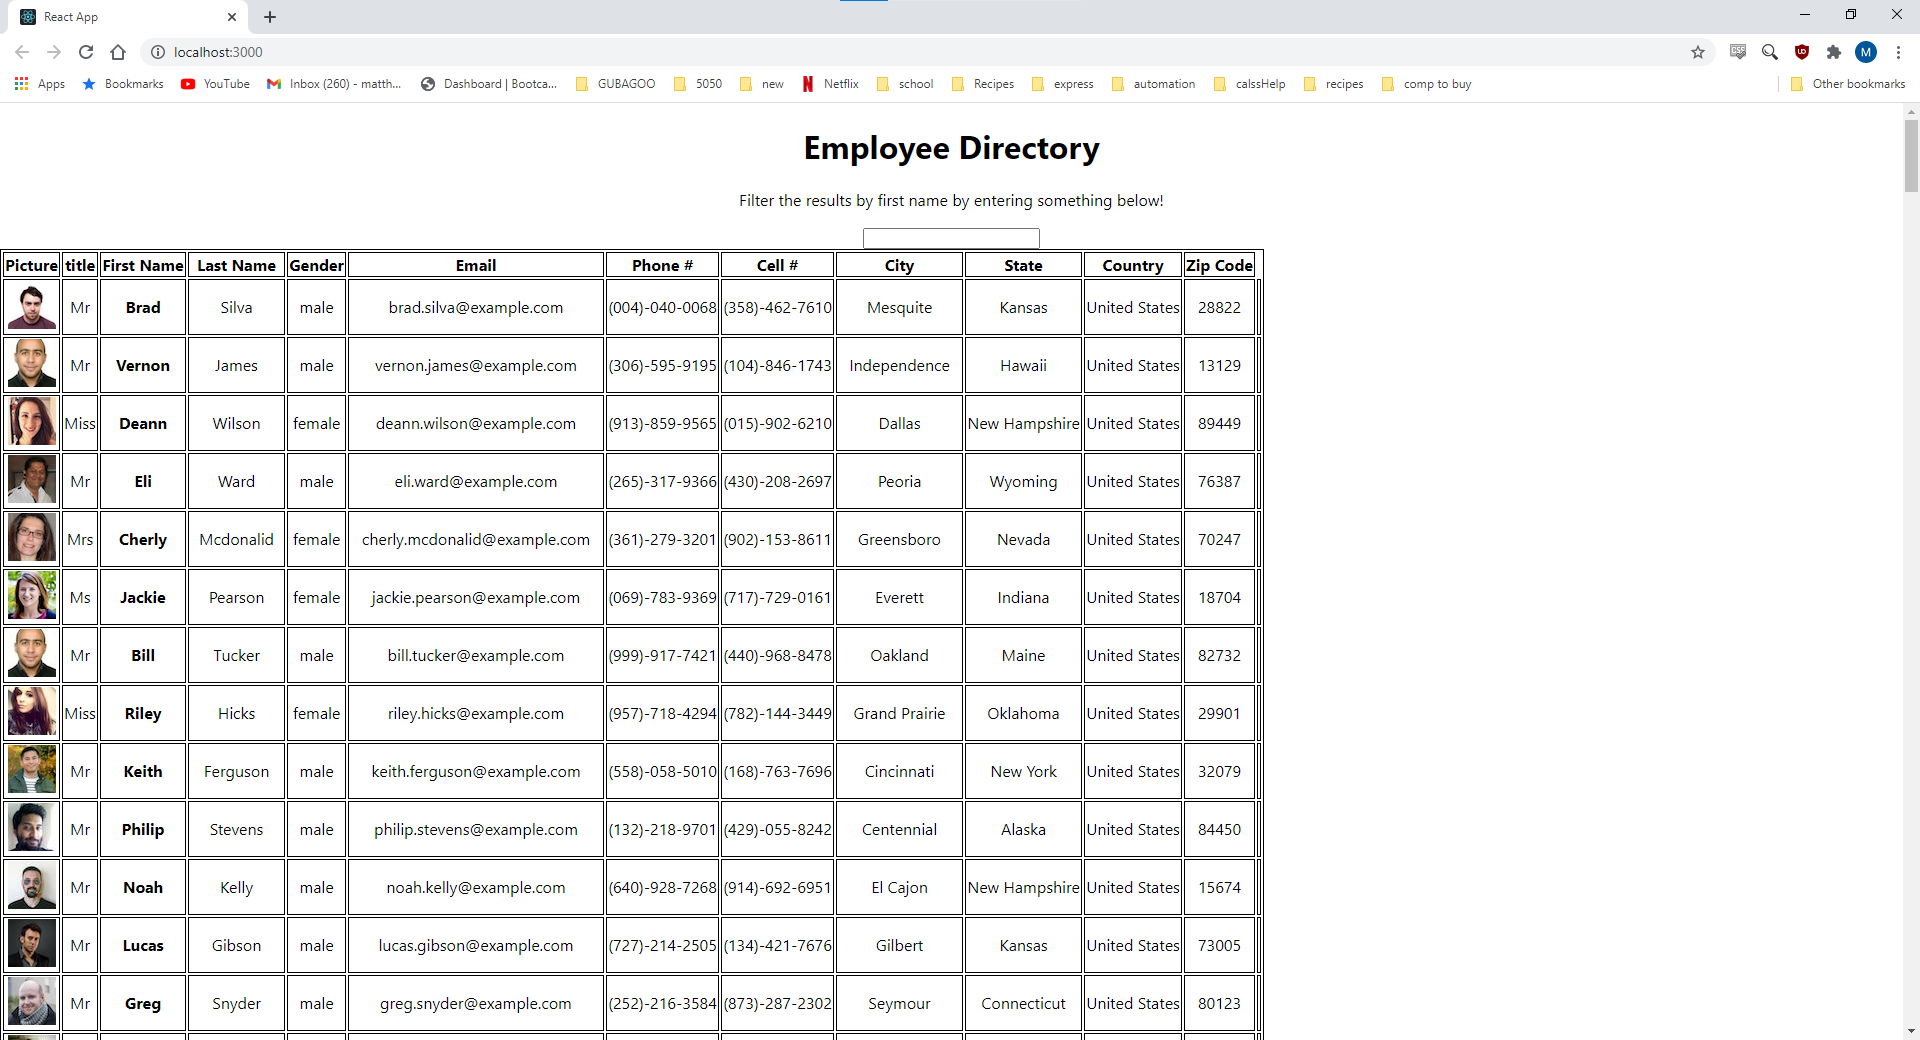 React App
localhost:3000
Apps Bookmarks YouTube Inbox (260) – matth... Dashboard | Bootca... GUBAGOO 5050 new Netflix school Recipes express automation calssHelp recipes comp to buy Other bookmarks
Employee Directory
Filter the results by first name by entering something below!
Picture title First Name Last Name Gender Email Phone # Cell # City State Country Zip Code
Mr Brad Silva male brad.silva@example.com (004)-040-0068 (358)-462-7610 Mesquite Kansas United States 28822
Mr Vernon James male vernon.james@example.com (306)-595-9195 (104)-846-1743 Independence Hawaii United States 13129
Miss Deann Wilson female deann.wilson@example.com (913)-859-9565 (015)-902-6210 Dallas New Hampshire United States 89449
Mr Eli Ward male eli.ward@example.com (265)-317-9366 (430)-208-2697 Peoria Wyoming United States 76387
Mrs Cherly Mcdonalid female cherly.mcdonalid@example.com (361)-279-3201 (902)-153-8611 Greensboro Nevada United States 70247
Ms Jackie Pearson female jackie.pearson@example.com (069)-783-9369 (717)-729-0161 Everett Indiana United States 18704
Mr Bill Tucker male bill.tucker@example.com (999)-917-7421 (440)-968-8478 Oakland Maine United States 82732
Miss Riley Hicks female riley.hicks@example.com (957)-718-4294 (782)-144-3449 Grand Prairie Oklahoma United States 29901
Mr Keith Ferguson male keith.ferguson@example.com (558)-058-5010 (168)-763-7696 Cincinnati New York United States 32079
Mr Philip Stevens male philip.stevens@example.com (132)-218-9701 (429)-055-8242 Centennial Alaska United States 84450
Mr Noah Kelly male noah.kelly@example.com (640)-928-7268 (914)-692-6951 El Cajon New Hampshire United States 15674
Mr Lucas Gibson male lucas.gibson@example.com (727)-214-2505 (134)-421-7676 Gilbert Kansas United States 73005
Mr Greg Snyder male greg.snyder@example.com (252)-216-3584 (873)-287-2302 Seymour Connecticut United States 80123